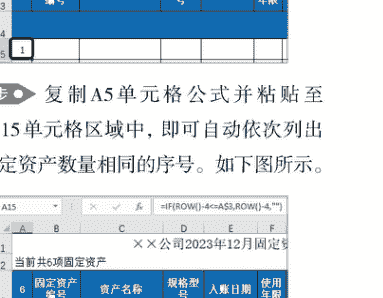 3 编号 号 年限
4
5 1
步 复制A5单元格公式并粘贴至
15单元格区域中，即可自动依次列出
定资产数量相同的序号。如下图所示。
A15 =IF(ROW()-4<=A$3,ROW()-4,"")
A B C D E F
1 ××公司2023年12月固定资
2 当前共6项固定资产
6 固定资产编号 资产名称 规格型号 入账日期 使用年限